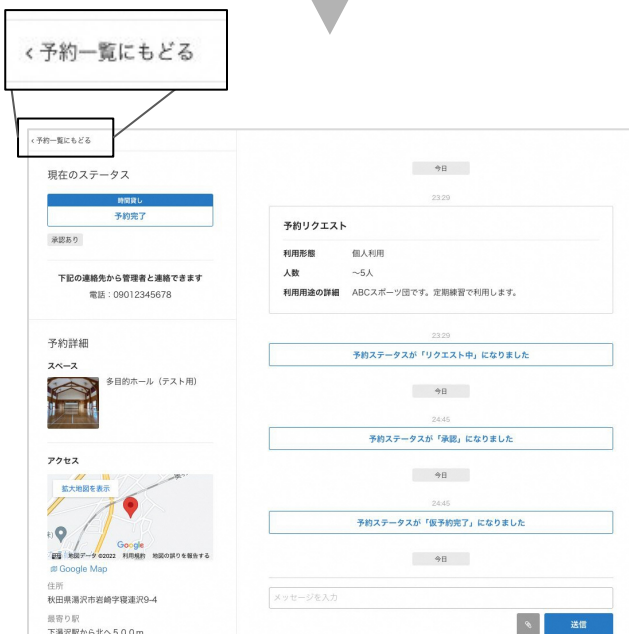 ‹ 予約一覧にもどる
‹ 予約一覧にもどる
現在のステータス
時間貸し
予約完了
承認あり
下記の連絡先から管理者と連絡できます
電話：09012345678
予約詳細
スペース
多目的ホール（テスト用）
アクセス
拡大地図を表示
Google
地図データ ©2022 利用規約 地図の誤りを報告する
Google Map
住所
秋田県湯沢市岩崎字寝連沢9-4
最寄り駅
下湯沢駅から北へ５００ｍ
今日
23:29
予約リクエスト
利用形態 個人利用
人数 〜5人
利用用途の詳細 ABCスポーツ団です。定期練習で利用します。
23:29
予約ステータスが「リクエスト中」になりました
今日
24:45
予約ステータスが「承認」になりました
今日
24:45
予約ステータスが「仮予約完了」になりました
今日
メッセージを入力
送信